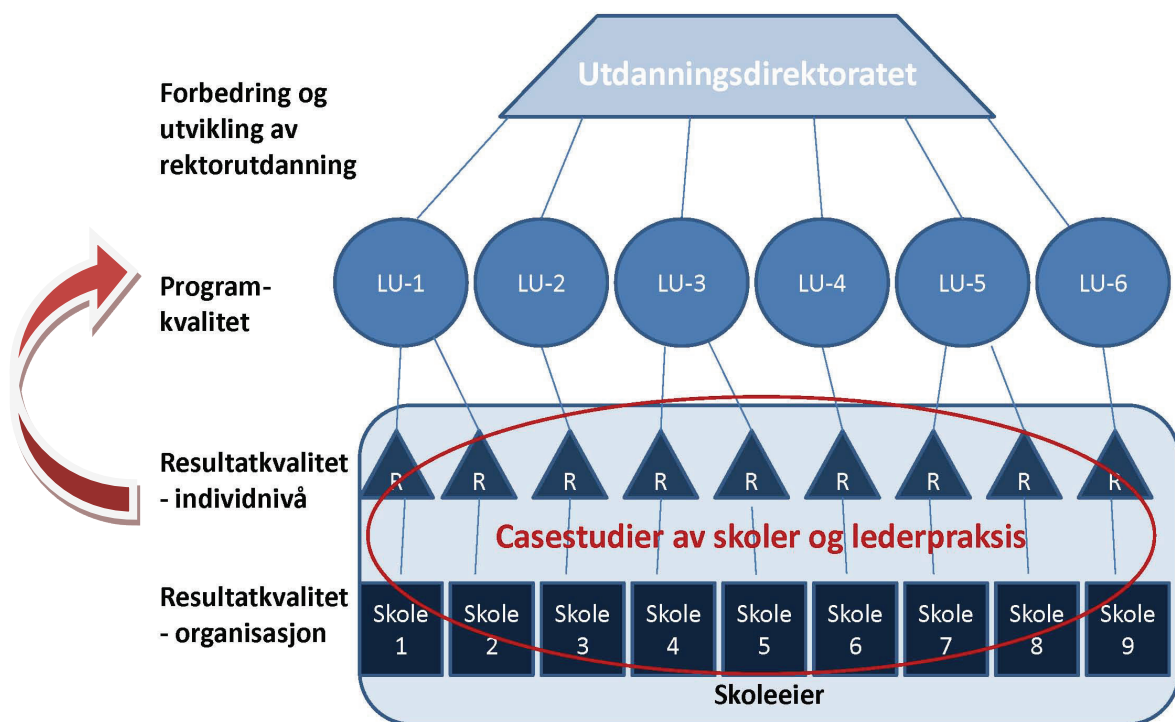 Utdanningsdirektoratet
Forbedring og
utvikling av
rektorutdanning
LU-1
LU-2
LU-3
LU-4
LU-5
LU-6
Program-
kvalitet
Resultatkvalitet
- individnivå
R
R
R
R
R
R
R
R
R
Casestudier av skoler og lederpraksis
Resultatkvalitet
- organisasjon
Skole
1
Skole
2
Skole
3
Skole
4
Skole
5
Skole
6
Skole
7
Skole
8
Skole
9
Skoleeier